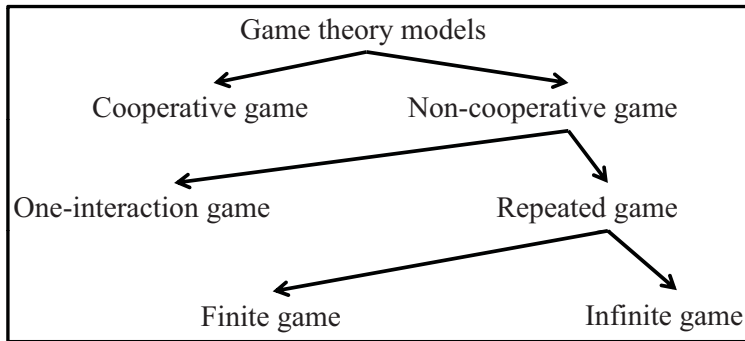 Game theory models
Cooperative game
Non-cooperative game
One-interaction game
Repeated game
Finite game
Infinite game